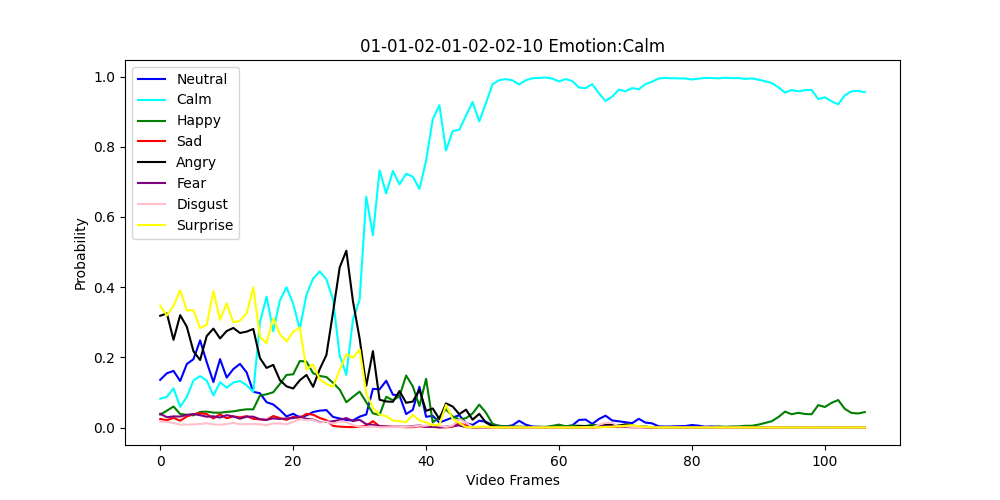 01-01-02-01-02-02-10 Emotion:Calm
Neutral
Calm
Happy
Sad
Angry
Fear
Disgust
Surprise
Probability
1.0
0.8
0.6
0.4
0.2
0.0
0 20 40 60 80 100
Video Frames